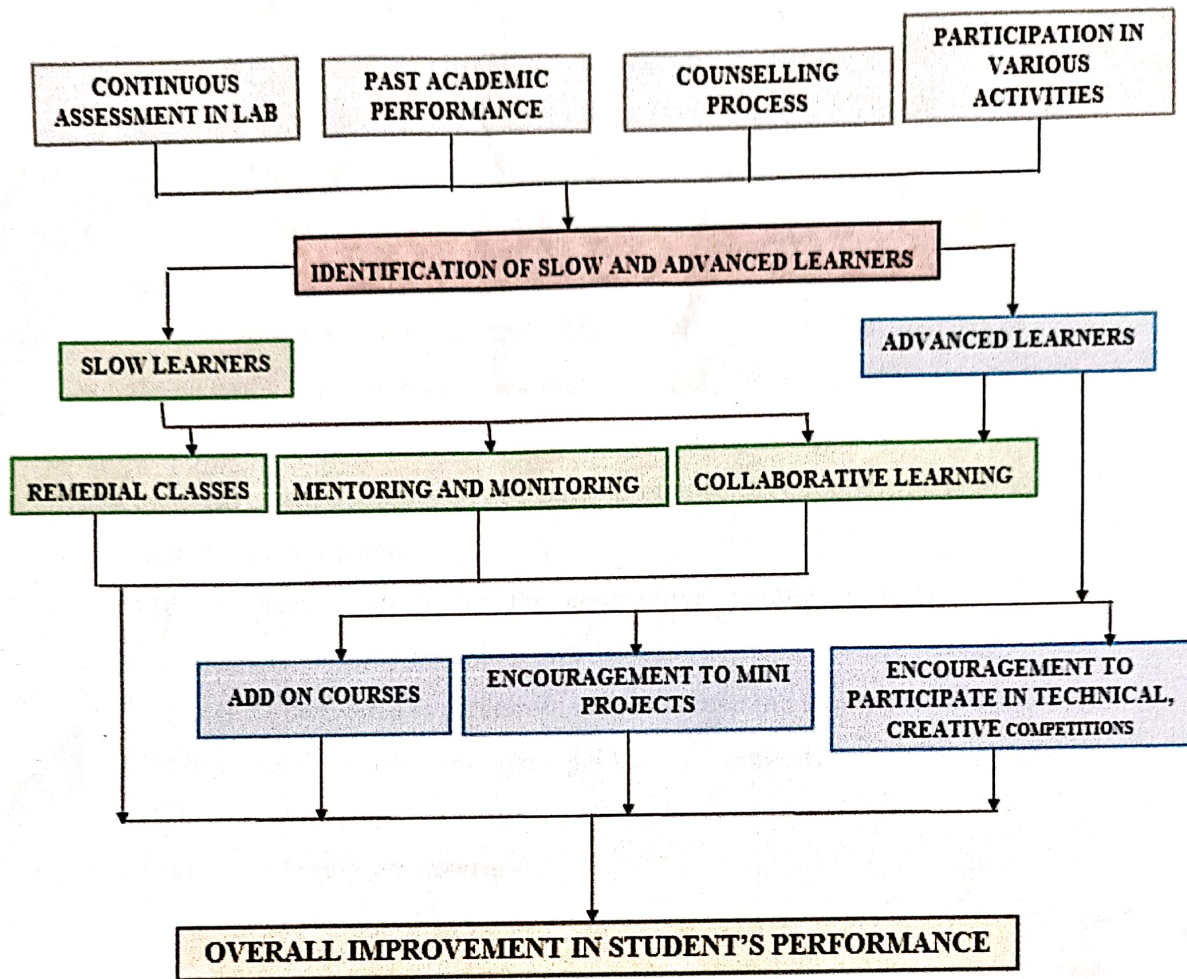 CONTINUOUS
ASSESSMENT IN LAB
PAST ACADEMIC
PERFORMANCE
COUNSELLING
PROCESS
PARTICIPATION IN
VARIOUS
ACTIVITIES
IDENTIFICATION OF SLOW AND ADVANCED LEARNERS
SLOW LEARNERS
ADVANCED LEARNERS
REMEDIAL CLASSES
MENTORING AND MONITORING
COLLABORATIVE LEARNING
ADD ON COURSES
ENCOURAGEMENT TO MINI
PROJECTS
ENCOURAGEMENT TO
PARTICIPATE IN TECHNICAL,
CREATIVE COMPETITIONS
OVERALL IMPROVEMENT IN STUDENT'S PERFORMANCE